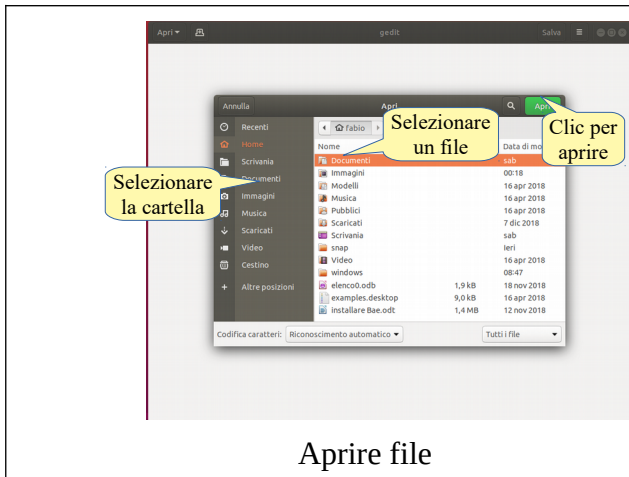 Apri gedit Salva
Annulla Apri Apri
Recenti
Home
Scrivania
Documenti
Immagini
Musica
Scaricati
Video
Cestino
Altre posizioni
fabio
Nome Data di mo
Documenti sab
Immagini 00:18
Modelli 16 apr 2018
Musica 16 apr 2018
Pubblici 16 apr 2018
Scaricati 7 dic 2018
Scrivania sab
snap Ieri
Video 16 apr 2018
windows 08:47
elenco0.odb 1,9 kB 18 nov 2018
examples.desktop 9,0 kB 16 apr 2018
installare Bae.odt 1,4 MB 12 nov 2018
Codifica caratteri: Riconoscimento automatico Tutti i file
Selezionare
la cartella
Selezionare
un file
Clic per
aprire
Aprire file